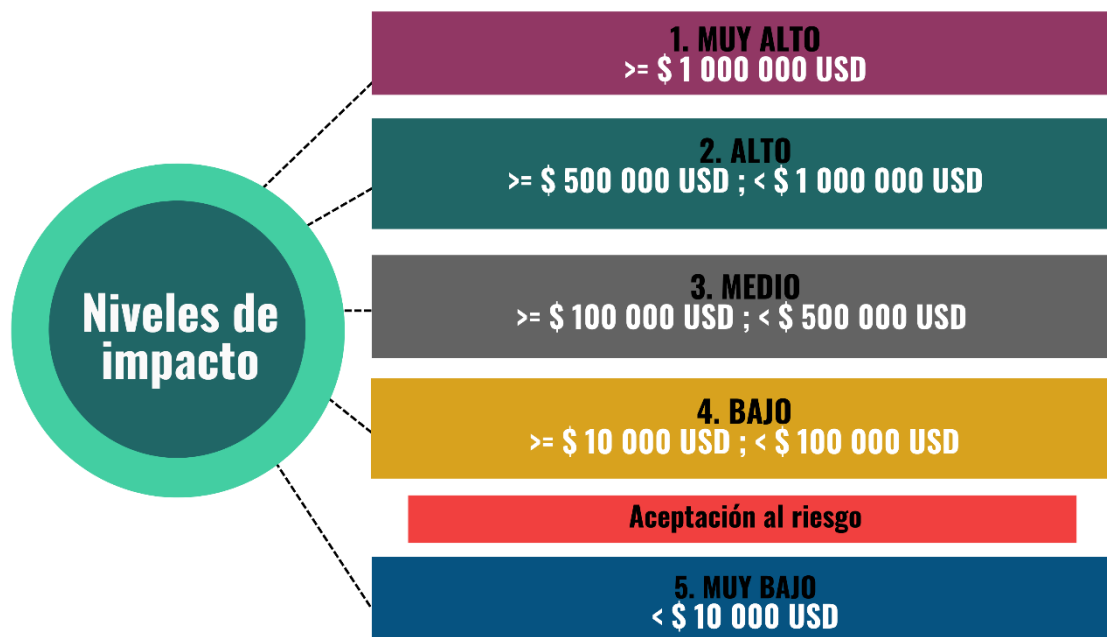 Niveles de
impacto
1. MUY ALTO
>= $ 1 000 000 USD
2. ALTO
>= $ 500 000 USD ; < $ 1 000 000 USD
3. MEDIO
>= $ 100 000 USD ; < $ 500 000 USD
4. BAJO
>= $ 10 000 USD ; < $ 100 000 USD
Aceptación al riesgo
5. MUY BAJO
< $ 10 000 USD